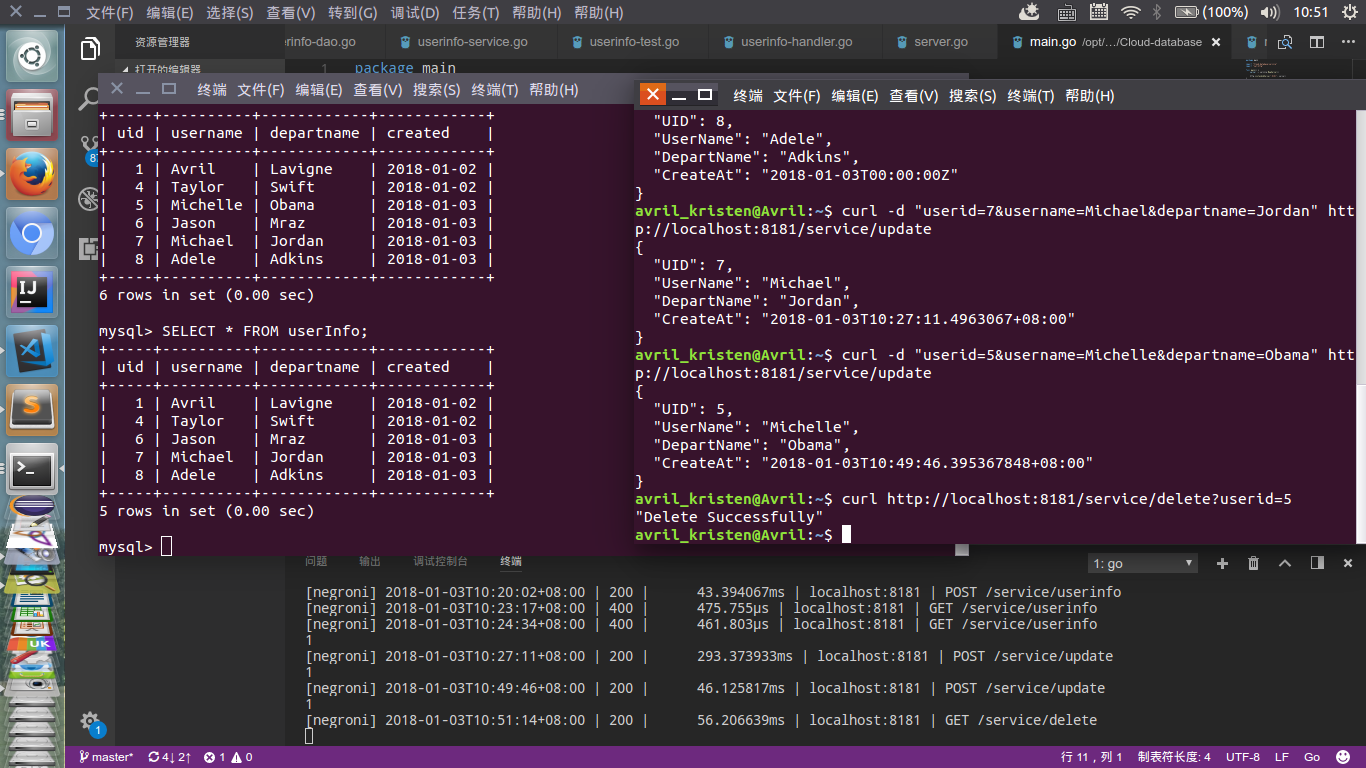 文件(F) 编辑(E) 选择(S) 查看(V) 转到(G) 调试(D) 任务(T) 帮助(H) 帮助(H) (100%) 10:51
资源管理器 erinfo-dao.go userinfo-service.go userinfo-test.go userinfo-handler.go server.go main.go /opt/…/Cloud-database
打开的编辑器 1 package main
终端 文件(F) 编辑(E) 查看(V) 搜索(S) 终端(T) 帮助(H)
+-----+----------+------------+------------+
| uid | username | departname | created    |
+-----+----------+------------+------------+
|   1 | Avril    | Lavigne    | 2018-01-02 |
|   4 | Taylor   | Swift      | 2018-01-02 |
|   5 | Michelle | Obama      | 2018-01-03 |
|   6 | Jason    | Mraz       | 2018-01-03 |
|   7 | Michael  | Jordan     | 2018-01-03 |
|   8 | Adele    | Adkins     | 2018-01-03 |
+-----+----------+------------+------------+
6 rows in set (0.00 sec)
mysql> SELECT * FROM userInfo;
+-----+----------+------------+------------+
| uid | username | departname | created    |
+-----+----------+------------+------------+
|   1 | Avril    | Lavigne    | 2018-01-02 |
|   4 | Taylor   | Swift      | 2018-01-02 |
|   6 | Jason    | Mraz       | 2018-01-03 |
|   7 | Michael  | Jordan     | 2018-01-03 |
|   8 | Adele    | Adkins     | 2018-01-03 |
+-----+----------+------------+------------+
5 rows in set (0.00 sec)
mysql>
终端 文件(F) 编辑(E) 查看(V) 搜索(S) 终端(T) 帮助(H)
"UID": 8,
"UserName": "Adele",
"DepartName": "Adkins",
"CreateAt": "2018-01-03T00:00:00Z"
}
avril_kristen@Avril:~$ curl -d "userid=7&username=Michael&departname=Jordan" htt
p://localhost:8181/service/update
{
"UID": 7,
"UserName": "Michael",
"DepartName": "Jordan",
"CreateAt": "2018-01-03T10:27:11.4963067+08:00"
}
avril_kristen@Avril:~$ curl -d "userid=5&username=Michelle&departname=Obama" htt
p://localhost:8181/service/update
{
"UID": 5,
"UserName": "Michelle",
"DepartName": "Obama",
"CreateAt": "2018-01-03T10:49:46.395367848+08:00"
}
avril_kristen@Avril:~$ curl http://localhost:8181/service/delete?userid=5
"Delete Successfully"
avril_kristen@Avril:~$
问题 输出 调试控制台 终端 1: go
[negroni] 2018-01-03T10:20:02+08:00 | 200 | 43.394067ms | localhost:8181 | POST /service/userinfo
[negroni] 2018-01-03T10:23:17+08:00 | 400 | 475.755µs | localhost:8181 | GET /service/userinfo
[negroni] 2018-01-03T10:24:34+08:00 | 400 | 461.803µs | localhost:8181 | GET /service/userinfo
1
[negroni] 2018-01-03T10:27:11+08:00 | 200 | 293.373933ms | localhost:8181 | POST /service/update
1
[negroni] 2018-01-03T10:49:46+08:00 | 200 | 46.125817ms | localhost:8181 | POST /service/update
1
[negroni] 2018-01-03T10:51:14+08:00 | 200 | 56.206639ms | localhost:8181 | GET /service/delete
1
master* 4↓ 2↑ 1 0 行 11，列 1 制表符长度: 4 UTF-8 LF Go
IJ
S
UK